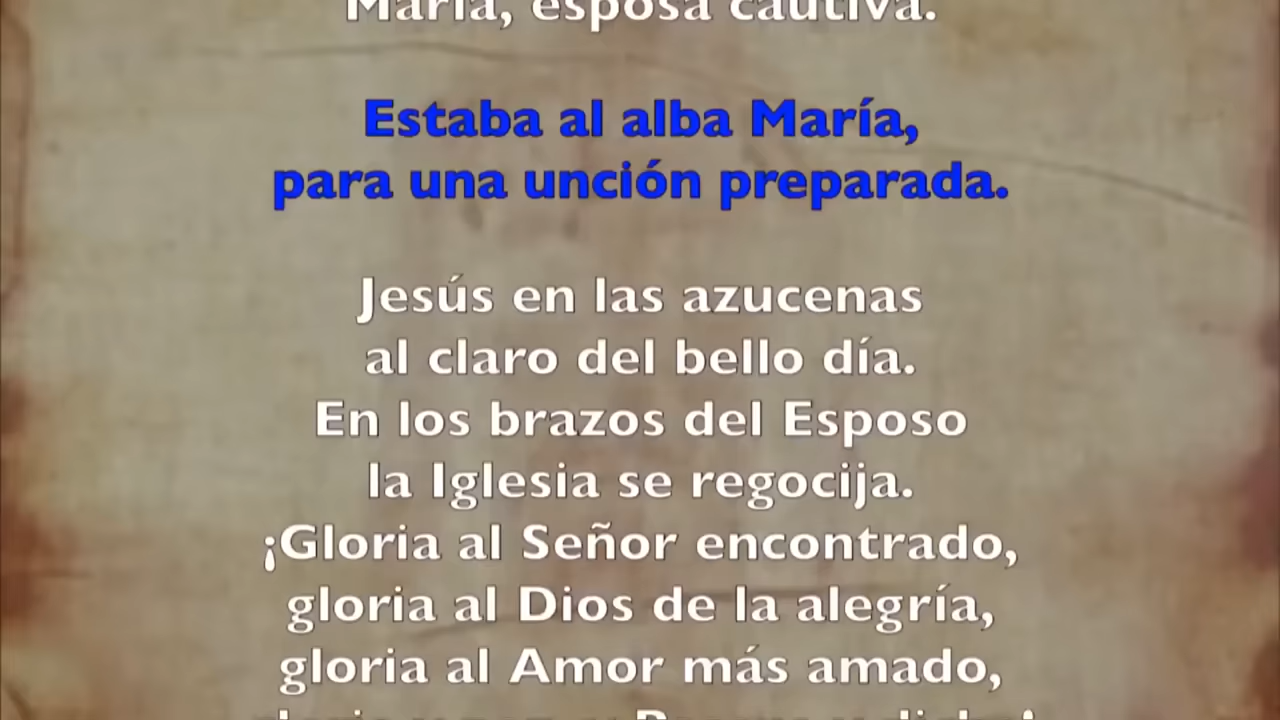 María, esposa cautiva.
Estaba al alba María,
para una unción preparada.
Jesús en las azucenas
al claro del bello día.
En los brazos del Esposo
la Iglesia se regocija.
¡Gloria al Señor encontrado,
gloria al Dios de la alegría,
gloria al Amor más amado,